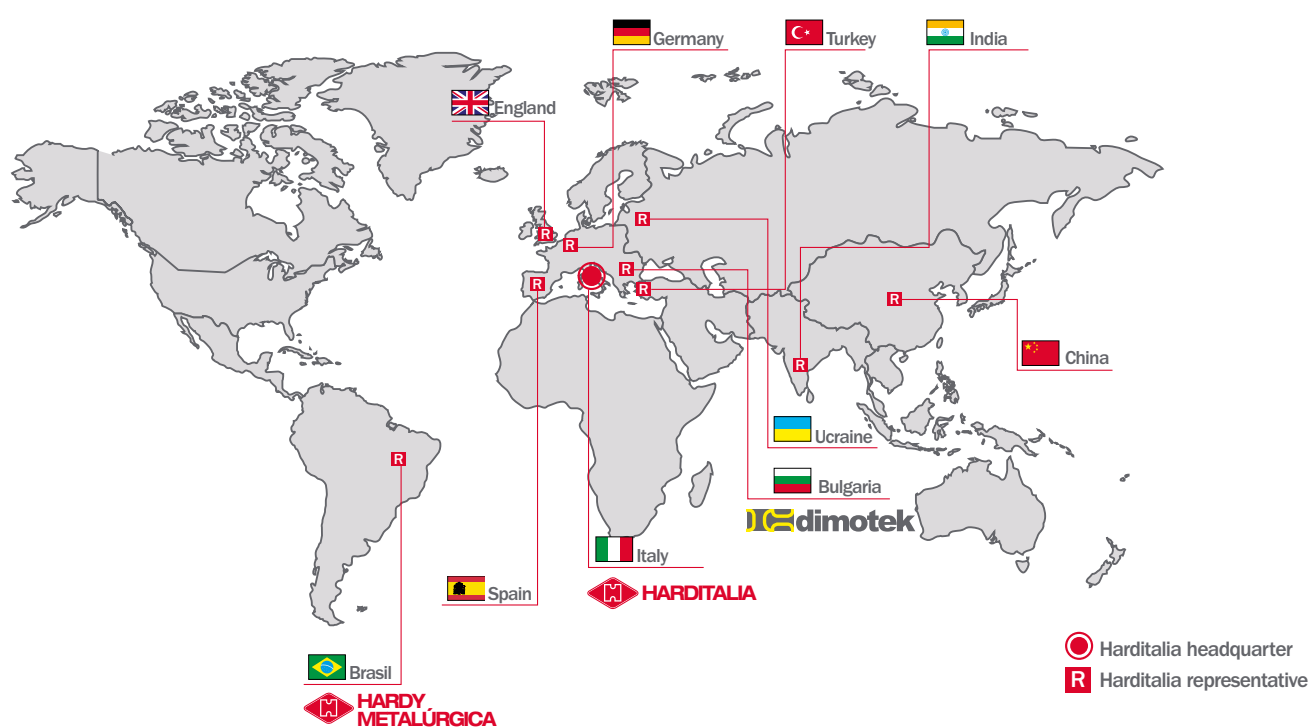 Germany
Turkey
India
England
R
R
R
R
R
R
R
R
China
Ucraine
R
Bulgaria
dimotek
Italy
Spain
HARDITALIA
Harditalia headquarter
Brasil
R Harditalia representative
HARDY
METALÚRGICA